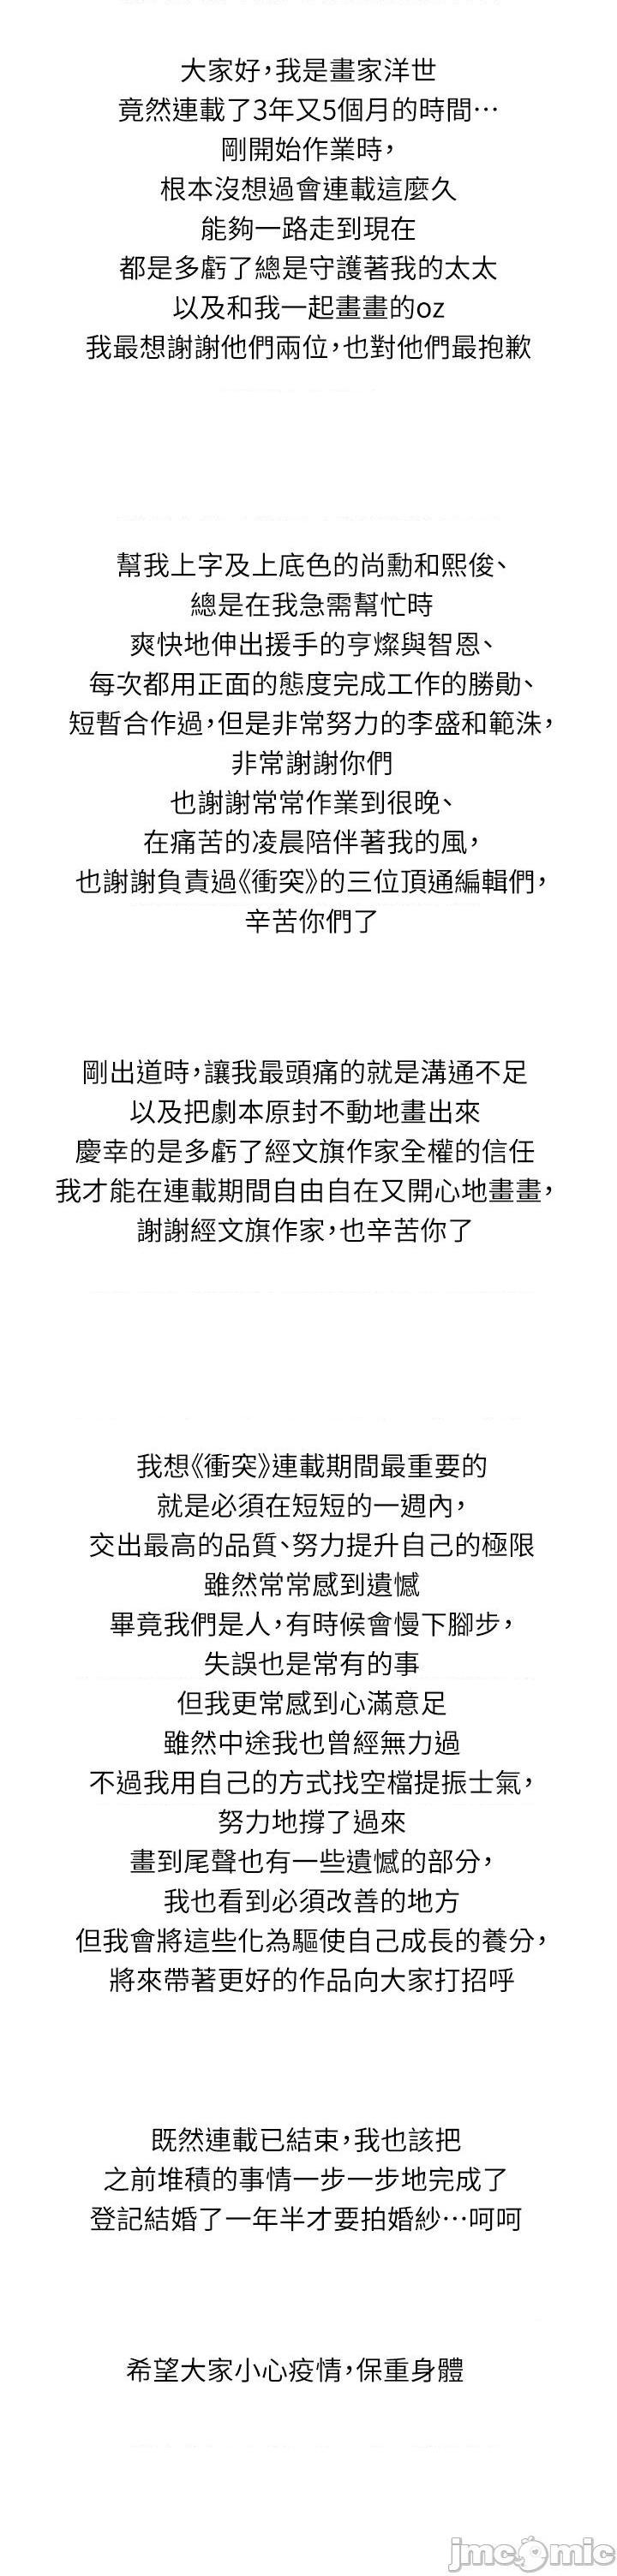 大家好，我是畫家洋世
竟然連載了3年又5個月的時間⋯
剛開始作業時，
根本沒想過會連載這麼久
能夠一路走到現在
都是多虧了總是守護著我的太太
以及和我一起畫畫的oz
我最想謝謝他們兩位，也對他們最抱歉
幫我上字及上底色的尚勳和熙俊、
總是在我急需幫忙時
爽快地伸出援手的亨燦與智恩、
每次都用正面的態度完成工作的勝勛、
短暫合作過，但是非常努力的李盛和範洙，
非常謝謝你們
也謝謝常常作業到很晚、
在痛苦的凌晨陪伴著我的風，
也謝謝負責過《衝突》的三位頂通編輯們，
辛苦你們了
剛出道時，讓我最頭痛的就是溝通不足
以及把劇本原封不動地畫出來
慶幸的是多虧了經文旗作家全權的信任
我才能在連載期間自由自在又開心地畫畫，
謝謝經文旗作家，也辛苦你了
我想《衝突》連載期間最重要的
就是必須在短短的一週內，
交出最高的品質、努力提升自己的極限
雖然常常感到遺憾
畢竟我們是人，有時候會慢下腳步，
失誤也是常有的事
但我更常感到心滿意足
雖然中途我也曾經無力過
不過我用自己的方式找空檔提振士氣，
努力地撐了過來
畫到尾聲也有一些遺憾的部分，
我也看到必須改善的地方
但我會將這些化為驅使自己成長的養分，
將來帶著更好的作品向大家打招呼
既然連載已結束，我也該把
之前堆積的事情一步一步地完成了
登記結婚了一年半才要拍婚紗⋯呵呵
希望大家小心疫情，保重身體
jmcomic